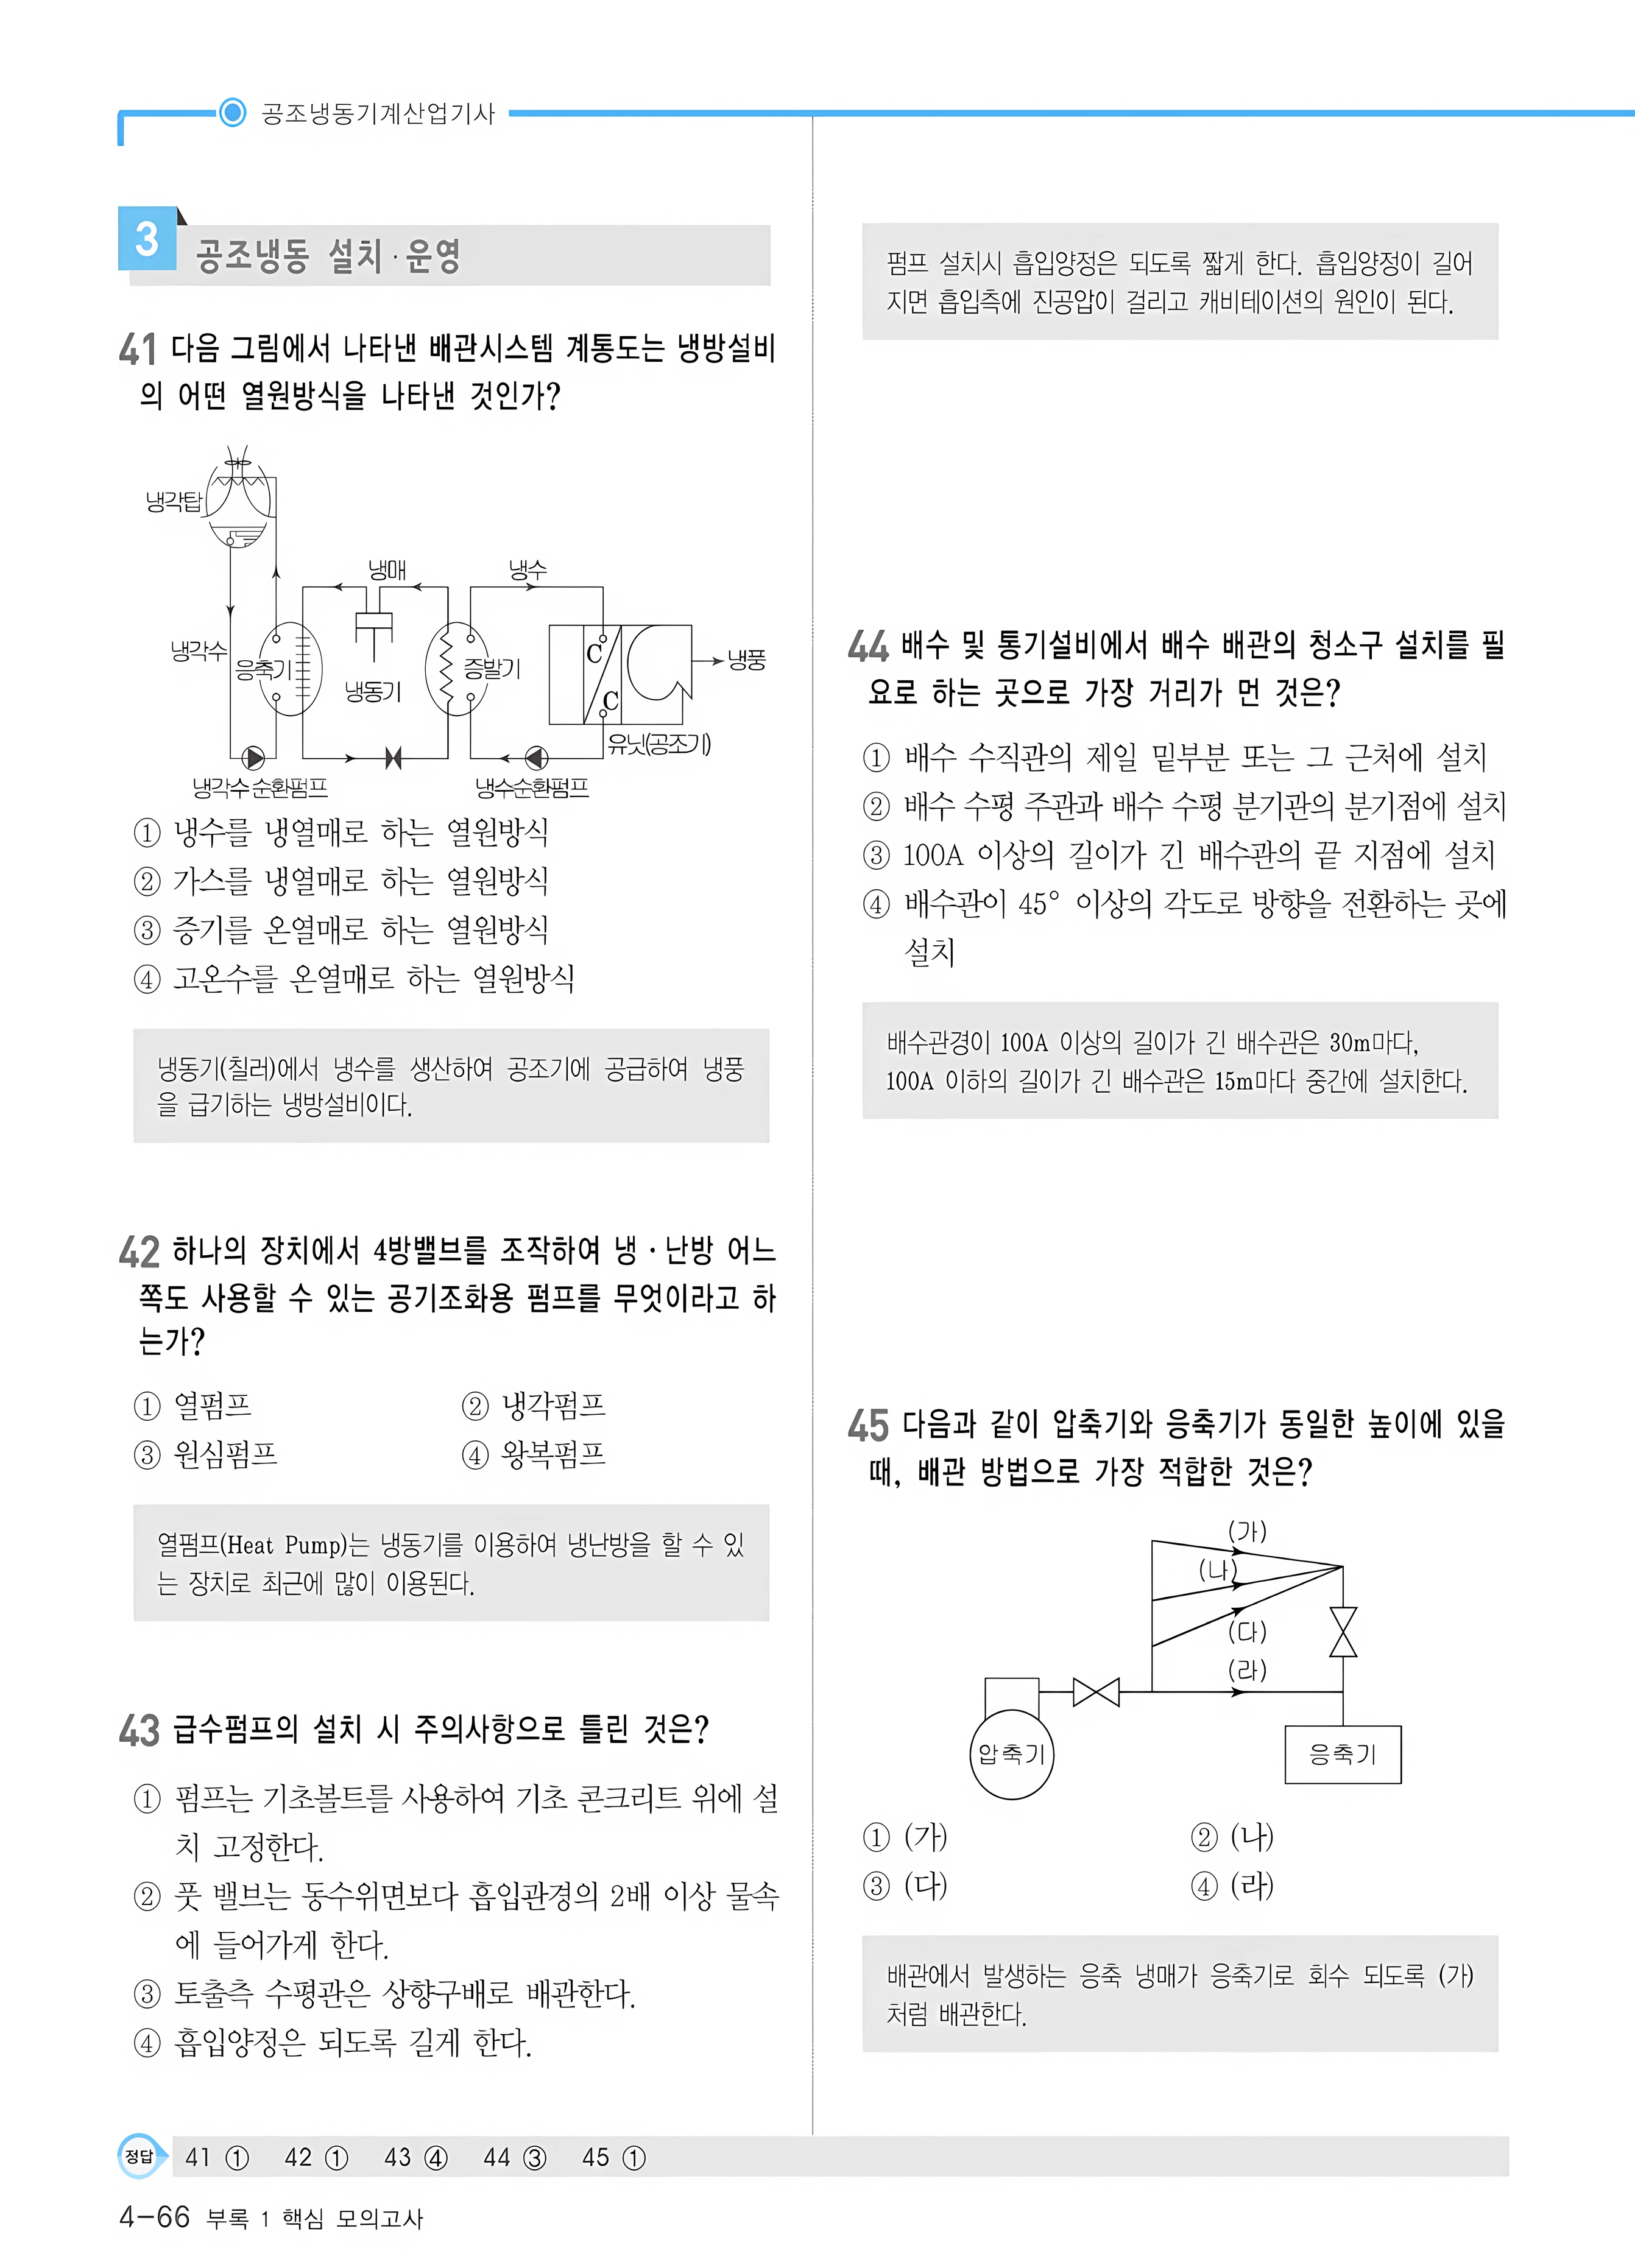 공조냉동기계산업기사
3 공조냉동 설치·운영
41 다음 그림에서 나타낸 배관시스템 계통도는 냉방설비
의 어떤 열원방식을 나타낸 것인가?
냉각탑
냉매
냉수
냉각수
응축기
냉동기
증발기
C
C
냉풍
유닛(공조기)
냉각수 순환펌프
냉수순환펌프
① 냉수를 냉열매로 하는 열원방식
② 가스를 냉열매로 하는 열원방식
③ 증기를 온열매로 하는 열원방식
④ 고온수를 온열매로 하는 열원방식
냉동기(칠러)에서 냉수를 생산하여 공조기에 공급하여 냉풍
을 급기하는 냉방설비이다.
42 하나의 장치에서 4방밸브를 조작하여 냉·난방 어느
쪽도 사용할 수 있는 공기조화용 펌프를 무엇이라고 하
는가?
① 열펌프 ② 냉각펌프
③ 원심펌프 ④ 왕복펌프
열펌프(Heat Pump)는 냉동기를 이용하여 냉난방을 할 수 있
는 장치로 최근에 많이 이용된다.
43 급수펌프의 설치 시 주의사항으로 틀린 것은?
① 펌프는 기초볼트를 사용하여 기초 콘크리트 위에 설
치 고정한다.
② 풋 밸브는 동수위면보다 흡입관경의 2배 이상 물속
에 들어가게 한다.
③ 토출측 수평관은 상향구배로 배관한다.
④ 흡입양정은 되도록 길게 한다.
펌프 설치시 흡입양정은 되도록 짧게 한다. 흡입양정이 길어
지면 흡입측에 진공압이 걸리고 캐비테이션의 원인이 된다.
44 배수 및 통기설비에서 배수 배관의 청소구 설치를 필
요로 하는 곳으로 가장 거리가 먼 것은?
① 배수 수직관의 제일 밑부분 또는 그 근처에 설치
② 배수 수평 주관과 배수 수평 분기관의 분기점에 설치
③ 100A 이상의 길이가 긴 배수관의 끝 지점에 설치
④ 배수관이 45° 이상의 각도로 방향을 전환하는 곳에
설치
배수관경이 100A 이상의 길이가 긴 배수관은 30m마다,
100A 이하의 길이가 긴 배수관은 15m마다 중간에 설치한다.
45 다음과 같이 압축기와 응축기가 동일한 높이에 있을
때, 배관 방법으로 가장 적합한 것은?
(가)
(나)
(다)
(라)
압축기
응축기
① (가) ② (나)
③ (다) ④ (라)
배관에서 발생하는 응축 냉매가 응축기로 회수 되도록 (가)
처럼 배관한다.
정답 41 ① 42 ① 43 ④ 44 ③ 45 ①
4-66 부록 1 핵심 모의고사